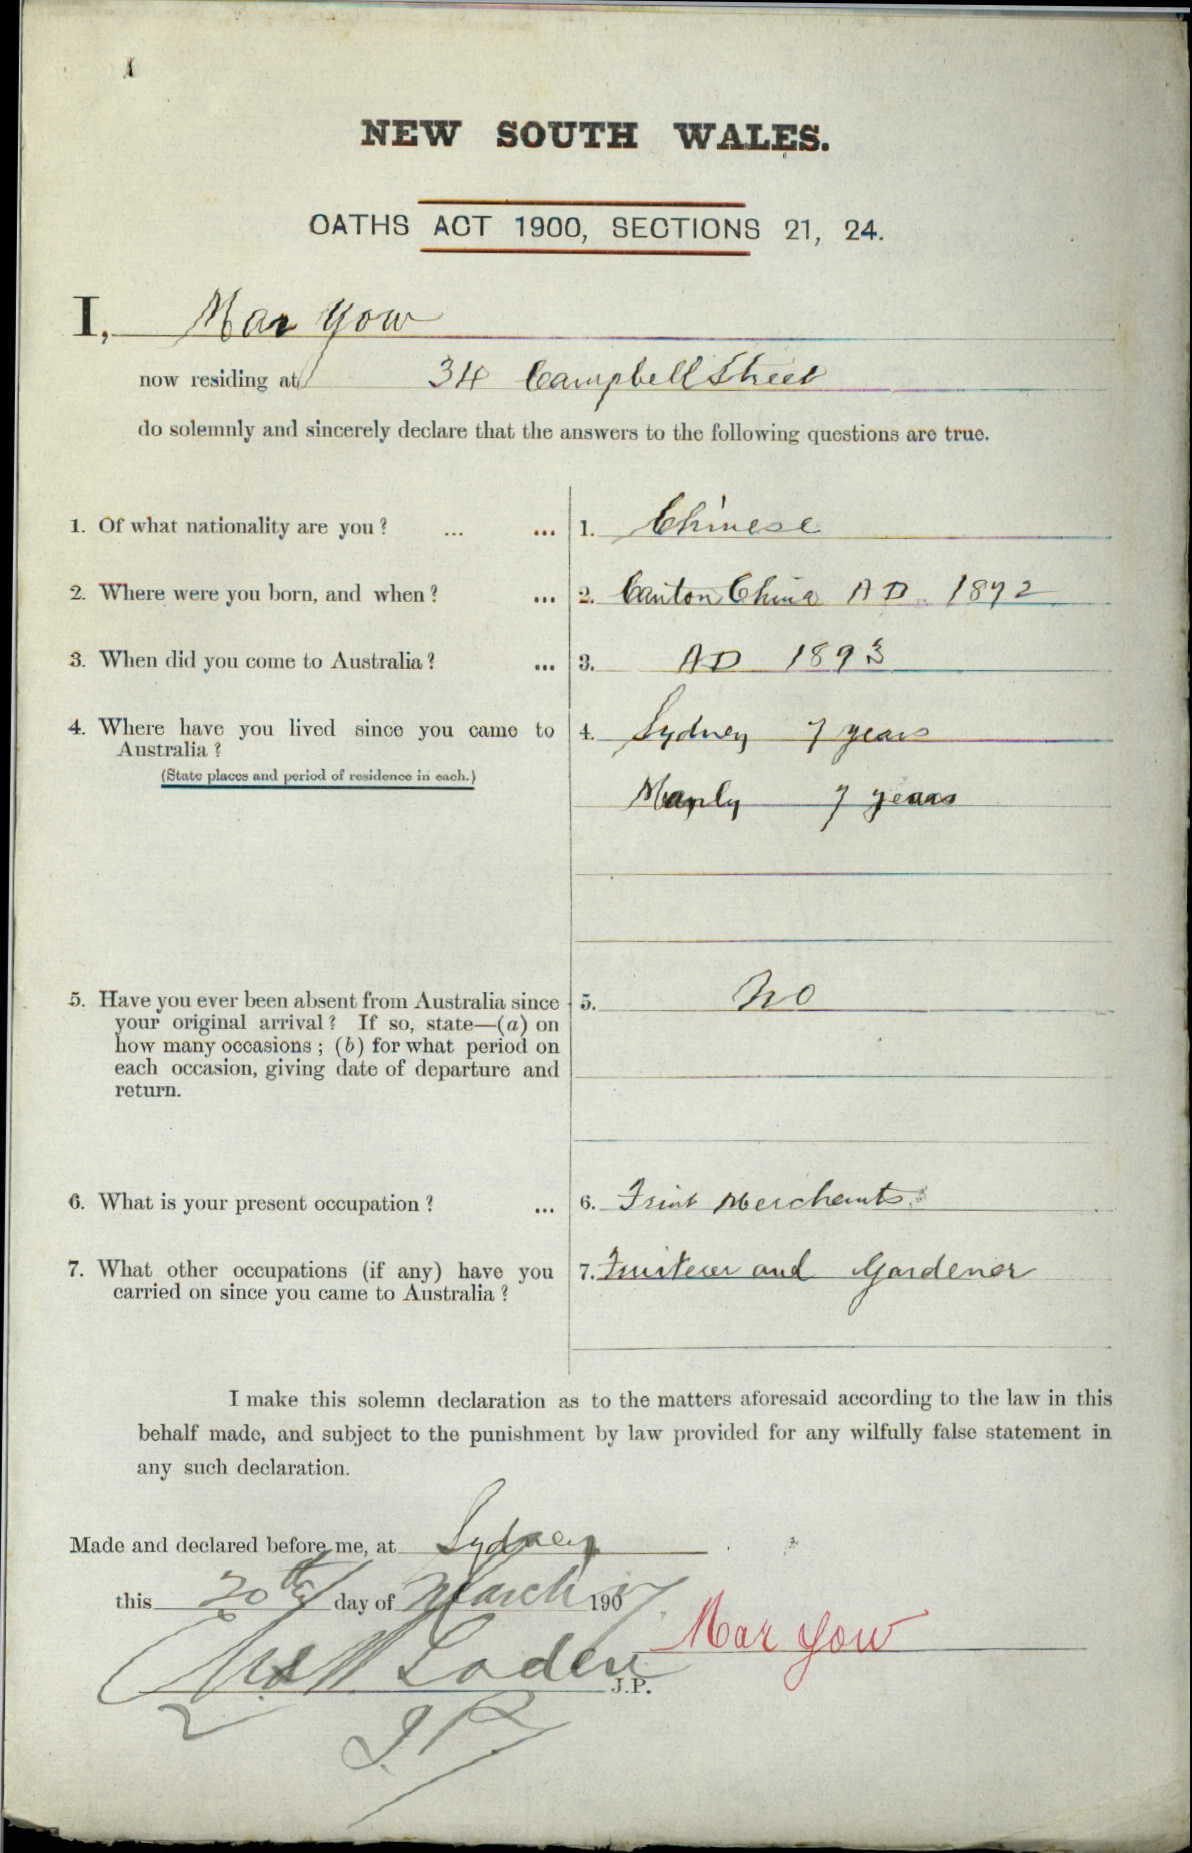 NEW SOUTH WALES.
OATHS ACT 1900, SECTIONS 21, 24.
I, Mar Yow
now residing at 34 Campbell Street
do solemnly and sincerely declare that the answers to the following questions are true.
1. Of what nationality are you? ... ... 1. Chinese
2. Where were you born, and when? ... 2. Canton China AD 1872
3. When did you come to Australia? ... 3. AD 1893
4. Where have you lived since you came to 4. Sydney 7 years
Australia?
(State places and period of residence in each.)
Manly 7 years
5. Have you ever been absent from Australia since 5. No
your original arrival? If so, state—(a) on
how many occasions; (b) for what period on
each occasion, giving date of departure and
return.
6. What is your present occupation? ... 6. Fruit Merchants
7. What other occupations (if any) have you 7. Fruiterer and Gardener
carried on since you came to Australia?
I make this solemn declaration as to the matters aforesaid according to the law in this
behalf made, and subject to the punishment by law provided for any wilfully false statement in
any such declaration.
Made and declared before me, at Sydney
this 20th day of March 1907.
Mar Yow
W Loden
J.P.
J.P.